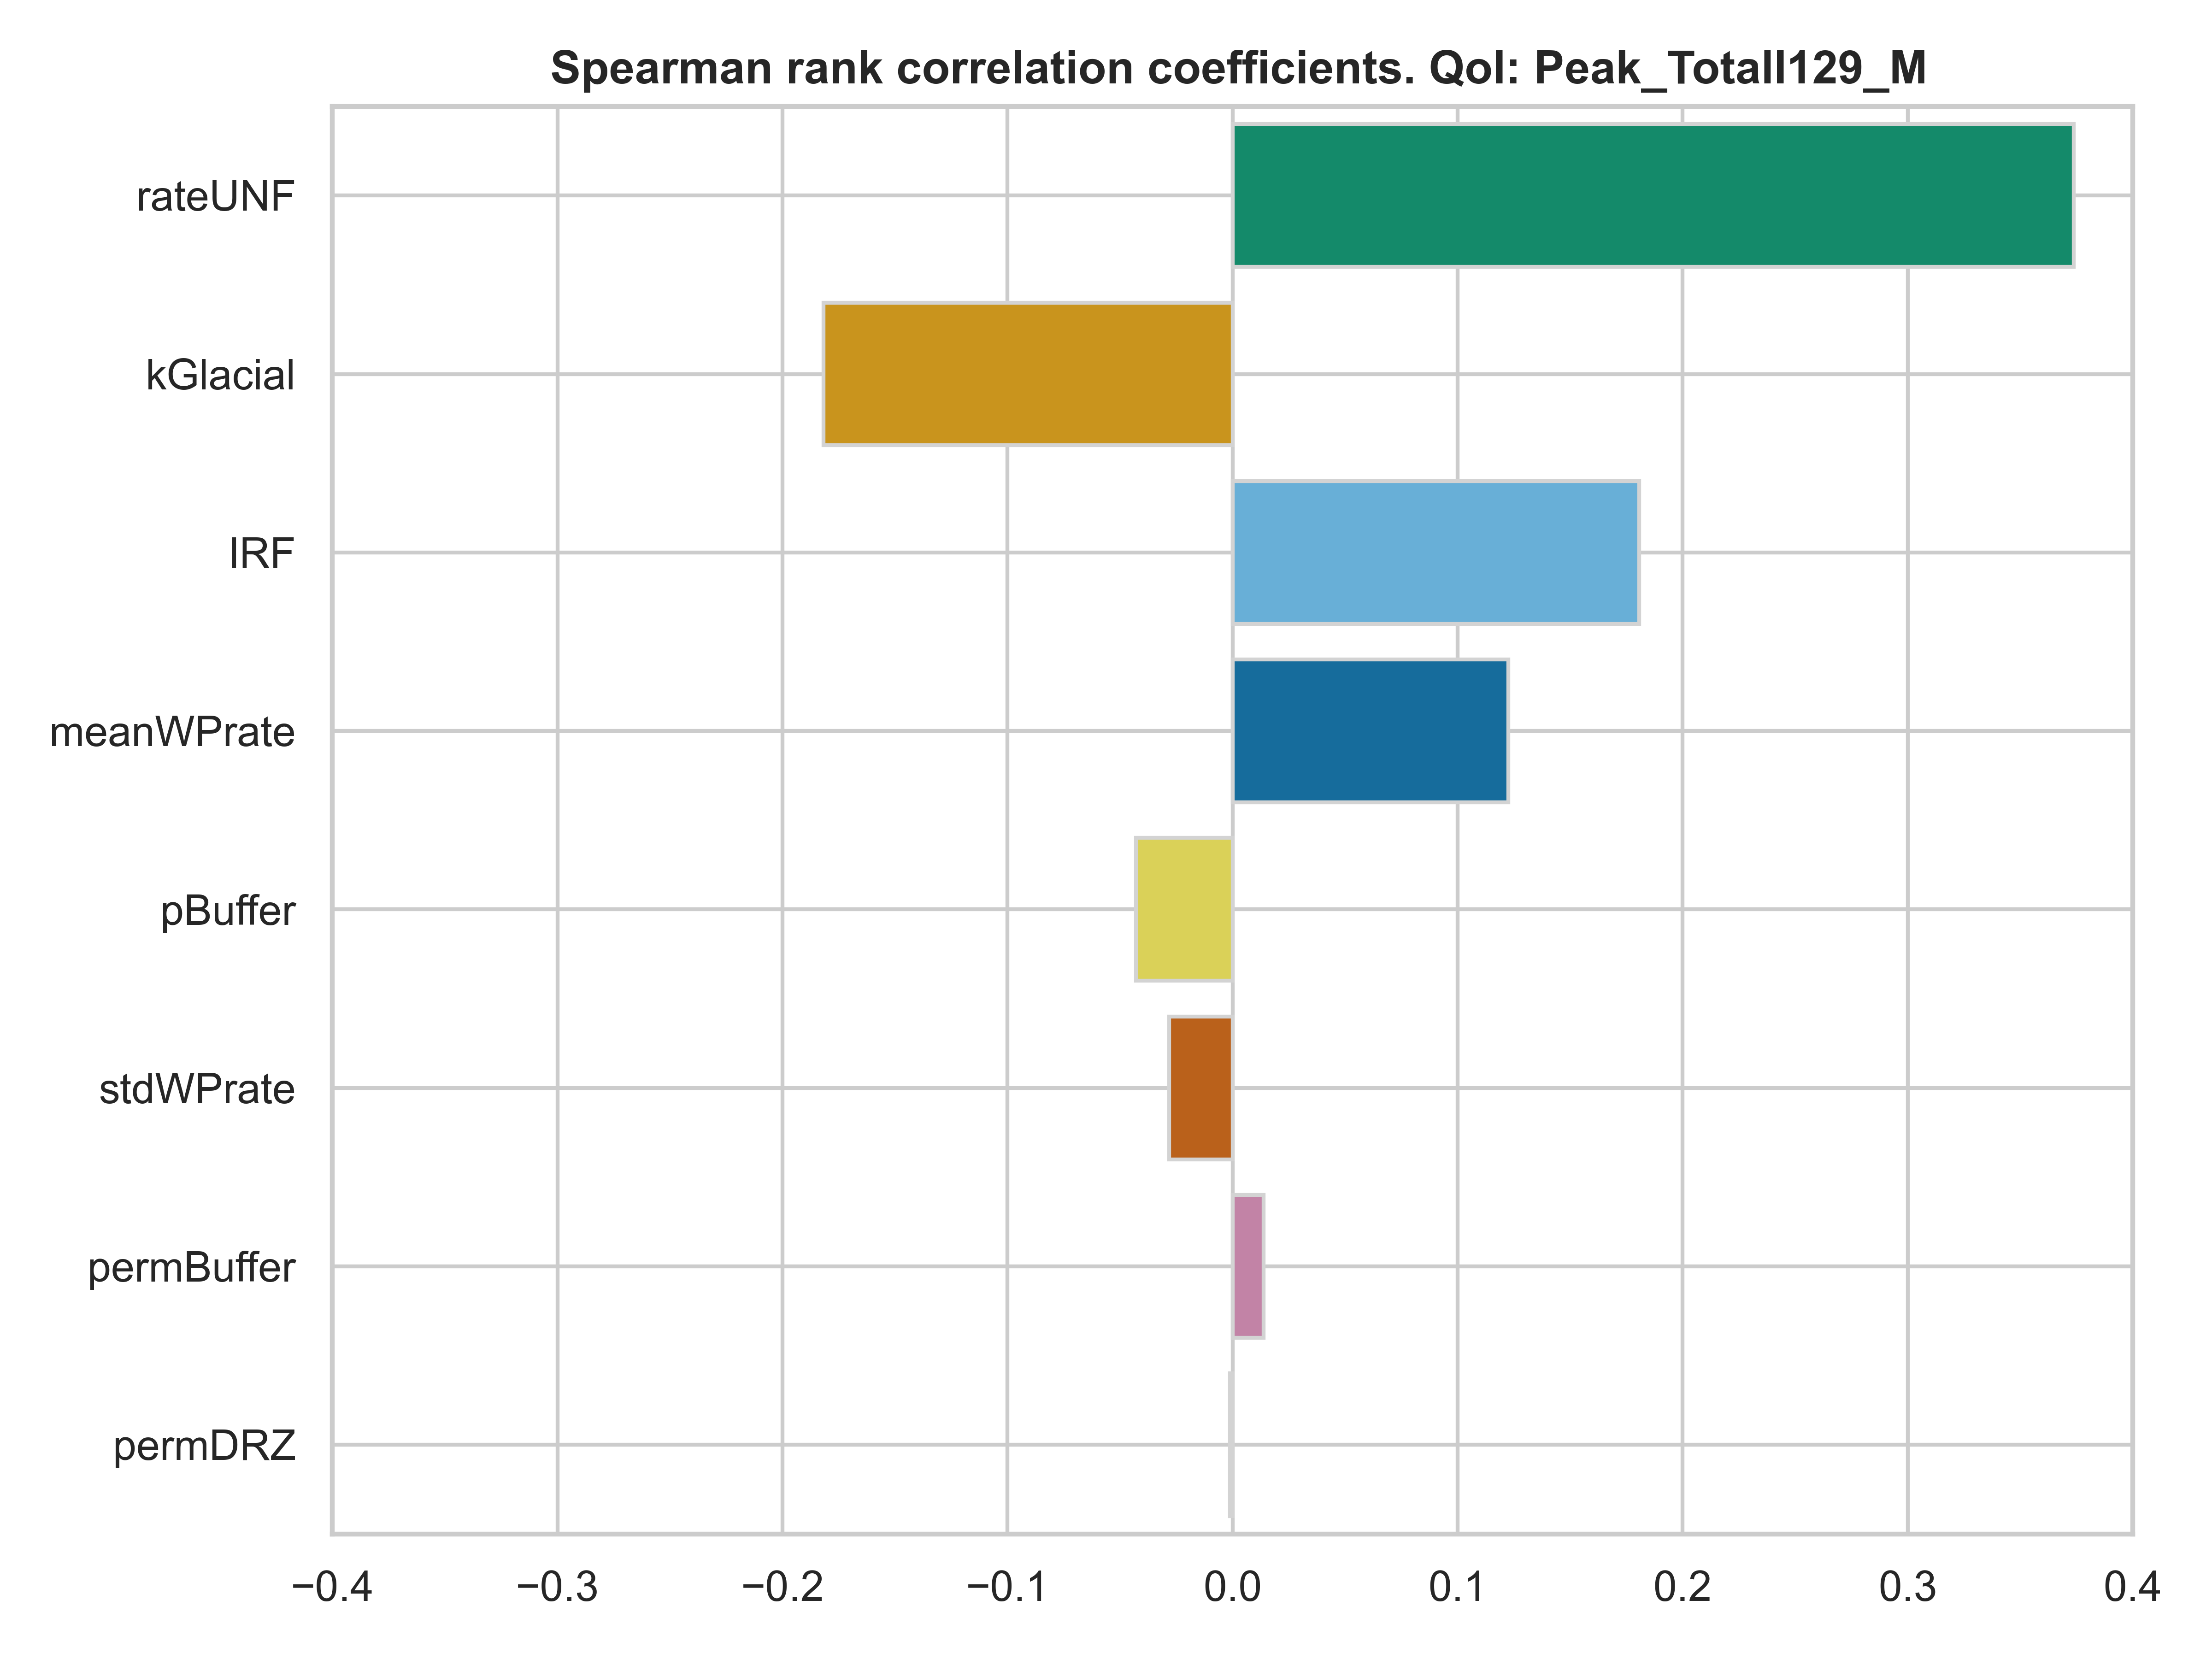 Spearman rank correlation coefficients. QoI: Peak_TotalI129_M
rateUNF
kGlacial
IRF
meanWPrate
pBuffer
stdWPrate
permBuffer
permDRZ
−0.4 −0.3 −0.2 −0.1 0.0 0.1 0.2 0.3 0.4